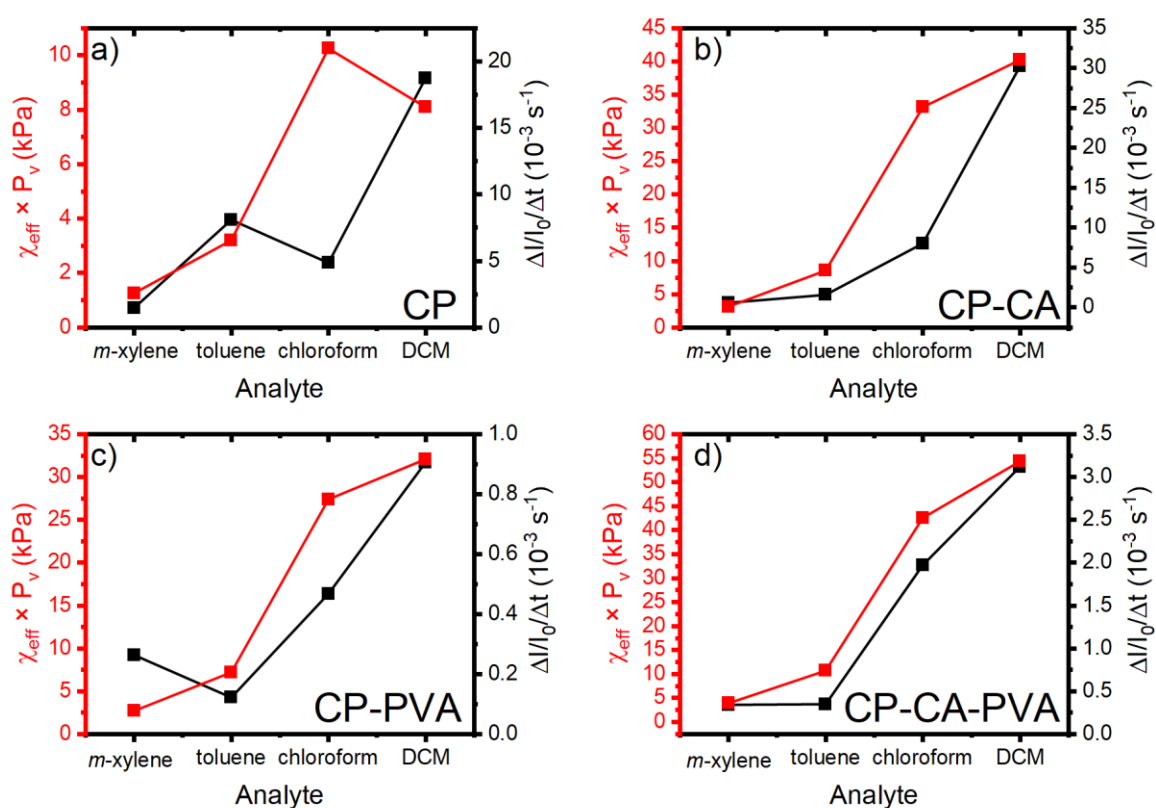 a)
10
8
6
4
2
0
χeff × Pv (kPa)
20
15
10
5
0
ΔI/I0/Δt (10-3 s-1)
CP
m-xylene toluene chloroform DCM
Analyte
b)
45
40
35
30
25
20
15
10
5
0
χeff × Pv (kPa)
35
30
25
20
15
10
5
0
ΔI/I0/Δt (10-3 s-1)
CP-CA
m-xylene toluene chloroform DCM
Analyte
c)
35
30
25
20
15
10
5
0
χeff × Pv (kPa)
1.0
0.8
0.6
0.4
0.2
0.0
ΔI/I0/Δt (10-3 s-1)
CP-PVA
m-xylene toluene chloroform DCM
Analyte
d)
60
55
50
45
40
35
30
25
20
15
10
5
0
χeff × Pv (kPa)
3.5
3.0
2.5
2.0
1.5
1.0
0.5
0.0
ΔI/I0/Δt (10-3 s-1)
CP-CA-PVA
m-xylene toluene chloroform DCM
Analyte